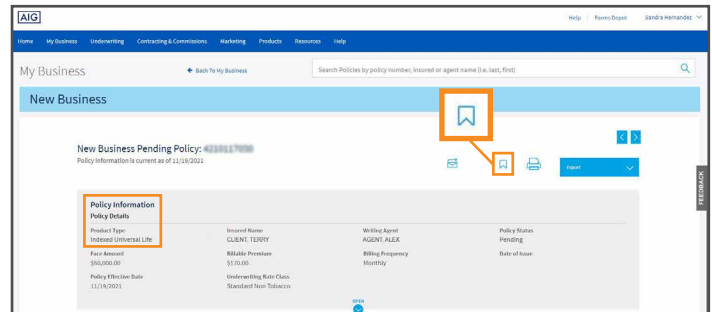 AIG
Help | Forms Depot Sandra Hernandez
Home My Business Underwriting Contracting & Commissions Marketing Products Resources Help
My Business
Back To My Business
Search Policies by policy number, insured or agent name (i.e. last, first)
New Business
New Business Pending Policy:
Policy Information is current as of 11/19/2021
Export
FEEDBACK
Policy Information
Policy Details
Product Type Insured Name Writing Agent Policy Status
Indexed Universal Life CLIENT, TERRY AGENT, ALEX Pending
Face Amount Billable Premium Billing Frequency Date of Issue
$60,000.00 $170.00 Monthly
Policy Effective Date Underwriting Rate Class
11/19/2021 Standard Non Tobacco
OPEN